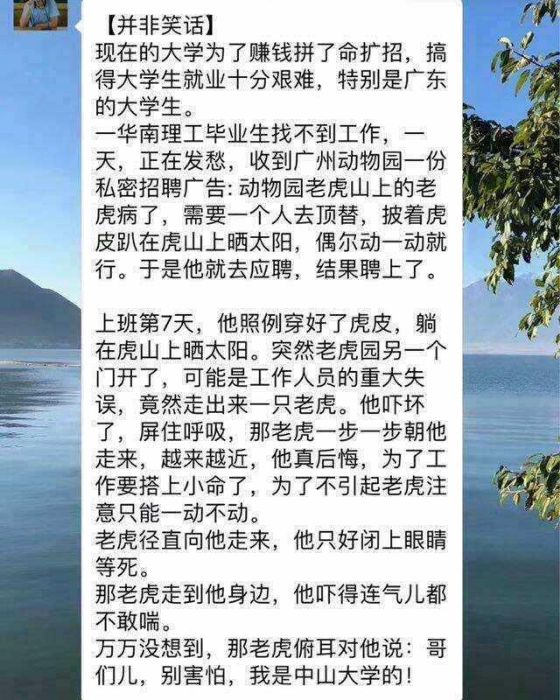 【并非笑话】
现在的大学为了赚钱拼了命扩招，搞
得大学生就业十分艰难，特别是广东
的大学生。
一华南理工毕业生找不到工作，一
天，正在发愁，收到广州动物园一份
私密招聘广告: 动物园老虎山上的老
虎病了，需要一个人去顶替，披着虎
皮趴在虎山上晒太阳，偶尔动一动就
行。于是他就去应聘，结果聘上了。
上班第7天，他照例穿好了虎皮，躺
在虎山上晒太阳。突然老虎园另一个
门开了，可能是工作人员的重大失
误，竟然走出来一只老虎。他吓坏
了，屏住呼吸，那老虎一步一步朝他
走来，越来越近，他真后悔，为了工
作要搭上小命了，为了不引起老虎注
意只能一动不动。
老虎径直向他走来，他只好闭上眼睛
等死。
那老虎走到他身边，他吓得连气儿都
不敢喘。
万万没想到，那老虎俯耳对他说：哥
们儿，别害怕，我是中山大学的！